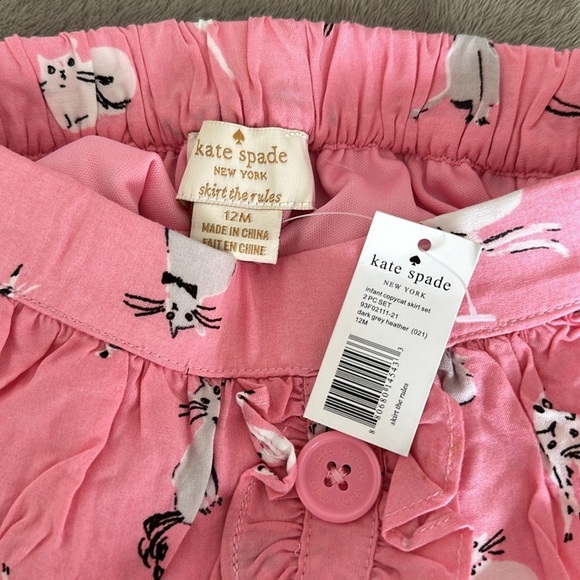 kate spade
NEW YORK
skirt the rules
12M
MADE IN CHINA
FAIT EN CHINE
kate spade
NEW YORK
infant copycat skirt set
2 PC SET
93F02111-21
dark grey heather (021)
12M
skirt the rules